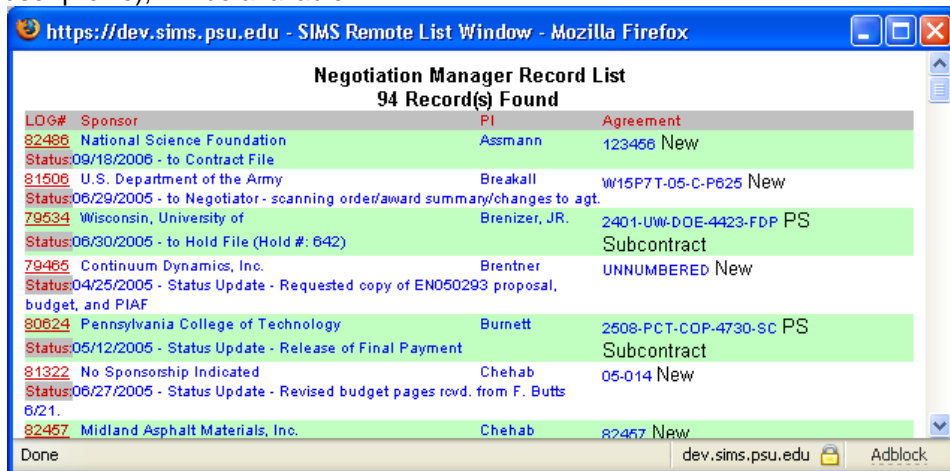 https://dev.sims.psu.edu - SIMS Remote List Window - Mozilla Firefox
Negotiation Manager Record List
94 Record(s) Found
LOG# Sponsor PI Agreement
82486 National Science Foundation Assmann 123456 New
Status:09/18/2006 - to Contract File
81506 U.S. Department of the Army Breakall W15P7T-05-C-P625 New
Status:06/29/2005 - to Negotiator - scanning order/award summary/changes to agt.
79534 Wisconsin, University of Brenizer, JR. 2401-UW-DOE-4423-FDP PS
Status:06/30/2005 - to Hold File (Hold #: 642) Subcontract
79465 Continuum Dynamics, Inc. Brentner UNNUMBERED New
Status:04/25/2005 - Status Update - Requested copy of EN050293 proposal,
budget, and PIAF
80624 Pennsylvania College of Technology Burnett 2508-PCT-COP-4730-SC PS
Status:05/12/2005 - Status Update - Release of Final Payment Subcontract
81322 No Sponsorship Indicated Chehab 05-014 New
Status:06/27/2005 - Status Update - Revised budget pages rcvd. from F. Butts
6/21.
82457 Midland Asphalt Materials, Inc. Chehab 82457 New
Done dev.sims.psu.edu Adblock